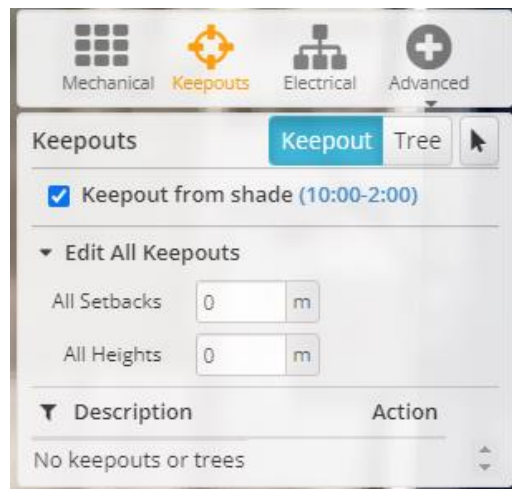 Mechanical Keepouts Electrical Advanced
Keepouts Keepout Tree
Keepout from shade (10:00-2:00)
Edit All Keepouts
All Setbacks 0 m
All Heights 0 m
Description Action
No keepouts or trees